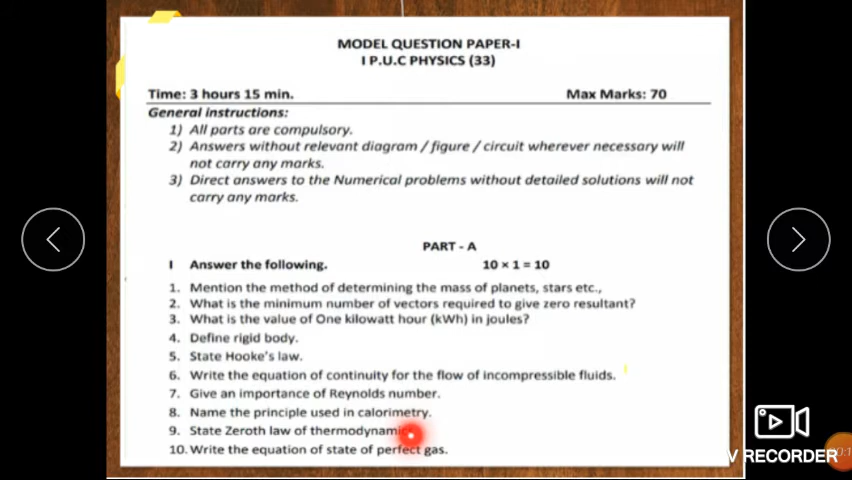 MODEL QUESTION PAPER-I
I P.U.C PHYSICS (33)
Time: 3 hours 15 min. Max Marks: 70
General instructions:
1) All parts are compulsory.
2) Answers without relevant diagram / figure / circuit wherever necessary will
not carry any marks.
3) Direct answers to the Numerical problems without detailed solutions will not
carry any marks.
PART - A
I Answer the following. 10 × 1 = 10
1. Mention the method of determining the mass of planets, stars etc.,
2. What is the minimum number of vectors required to give zero resultant?
3. What is the value of One kilowatt hour (kWh) in joules?
4. Define rigid body.
5. State Hooke's law.
6. Write the equation of continuity for the flow of incompressible fluids.
7. Give an importance of Reynolds number.
8. Name the principle used in calorimetry.
9. State Zeroth law of
10. Write the equation of state of perfect gas.
V RECORDER